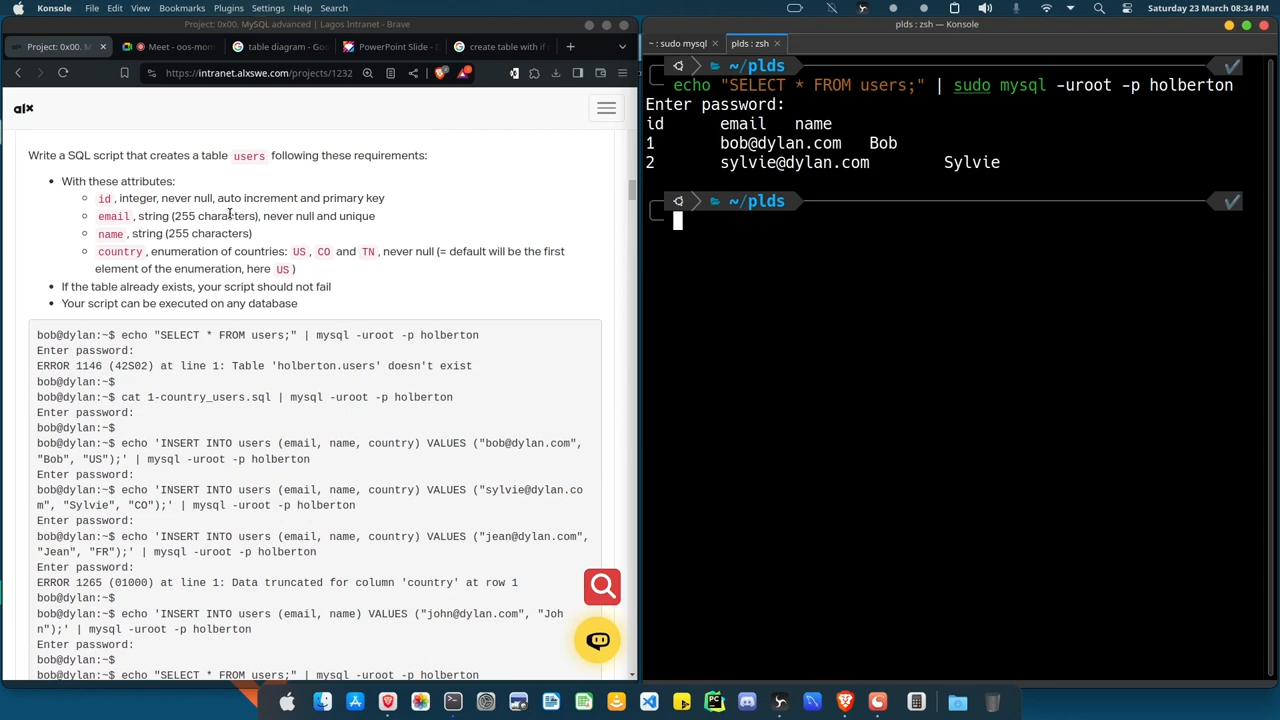 Konsole File Edit View Bookmarks Plugins Settings Help Saturday 23 March 08:34 PM
Project: 0x00. MySQL advanced | Lagos Intranet - Brave
Project: 0x00. M
Meet - oos-mon
table diagram - Goo
PowerPoint Slide - D
create table with if n
https://intranet.alxswe.com/projects/1232
alx
Write a SQL script that creates a table users following these requirements:
With these attributes:
id , integer, never null, auto increment and primary key
email , string (255 characters), never null and unique
name , string (255 characters)
country , enumeration of countries: US , CO and TN , never null (= default will be the first
element of the enumeration, here US )
If the table already exists, your script should not fail
Your script can be executed on any database
bob@dylan:~$ echo "SELECT * FROM users;" | mysql -uroot -p holberton
Enter password:
ERROR 1146 (42S02) at line 1: Table 'holberton.users' doesn't exist
bob@dylan:~$
bob@dylan:~$ cat 1-country_users.sql | mysql -uroot -p holberton
Enter password:
bob@dylan:~$
bob@dylan:~$ echo 'INSERT INTO users (email, name, country) VALUES ("bob@dylan.com",
"Bob", "US");' | mysql -uroot -p holberton
Enter password:
bob@dylan:~$ echo 'INSERT INTO users (email, name, country) VALUES ("sylvie@dylan.co
m", "Sylvie", "CO");' | mysql -uroot -p holberton
Enter password:
bob@dylan:~$ echo 'INSERT INTO users (email, name, country) VALUES ("jean@dylan.com",
"Jean", "FR");' | mysql -uroot -p holberton
Enter password:
ERROR 1265 (01000) at line 1: Data truncated for column 'country' at row 1
bob@dylan:~$
bob@dylan:~$ echo 'INSERT INTO users (email, name) VALUES ("john@dylan.com", "Joh
n");' | mysql -uroot -p holberton
Enter password:
bob@dylan:~$
bob@dylan:~$ echo "SELECT * FROM users;" | mysql -uroot -p holberton
plds : zsh — Konsole
~ : sudo mysql
plds : zsh
~/plds
echo "SELECT * FROM users;" | sudo mysql -uroot -p holberton
Enter password:
id email name
1 bob@dylan.com Bob
2 sylvie@dylan.com Sylvie
~/plds